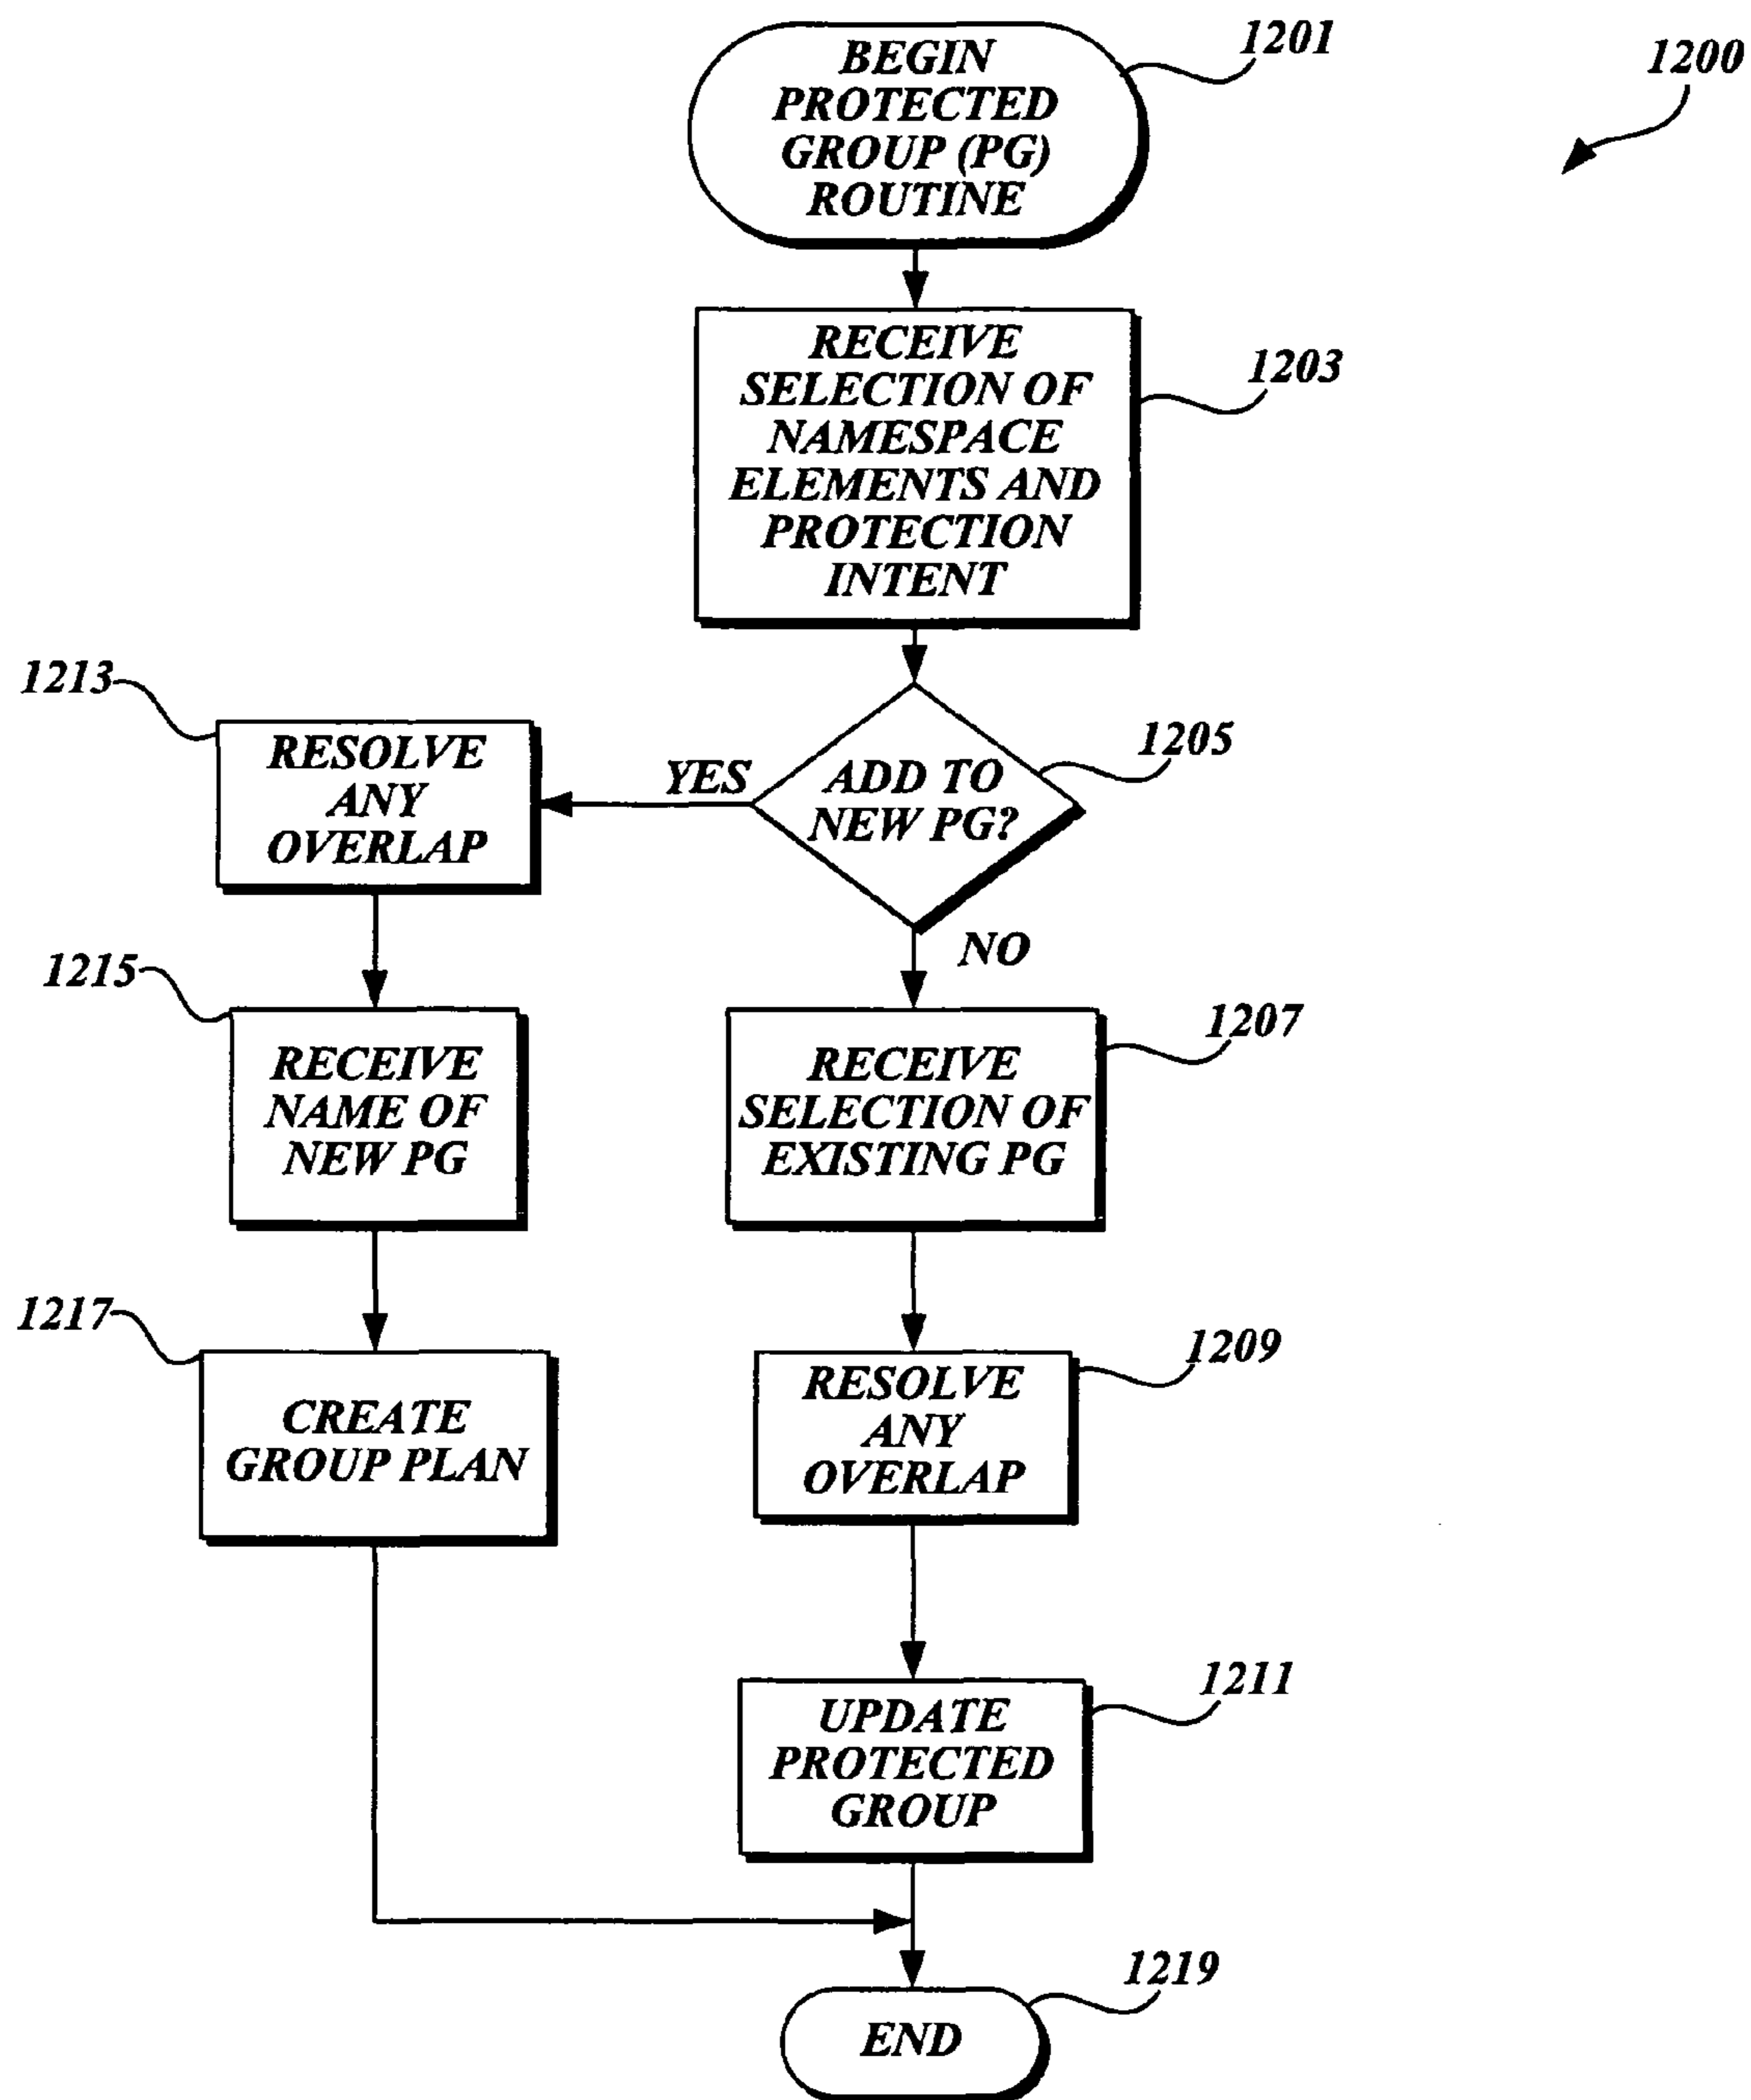 1201
1200
BEGIN
PROTECTED
GROUP (PG)
ROUTINE
1203
RECEIVE
SELECTION OF
NAMESPACE
ELEMENTS AND
PROTECTION
INTENT
1205
ADD TO
NEW PG?
YES
NO
1213
RESOLVE
ANY
OVERLAP
1215
RECEIVE
NAME OF
NEW PG
1207
RECEIVE
SELECTION OF
EXISTING PG
1217
CREATE
GROUP PLAN
1209
RESOLVE
ANY
OVERLAP
1211
UPDATE
PROTECTED
GROUP
1219
END